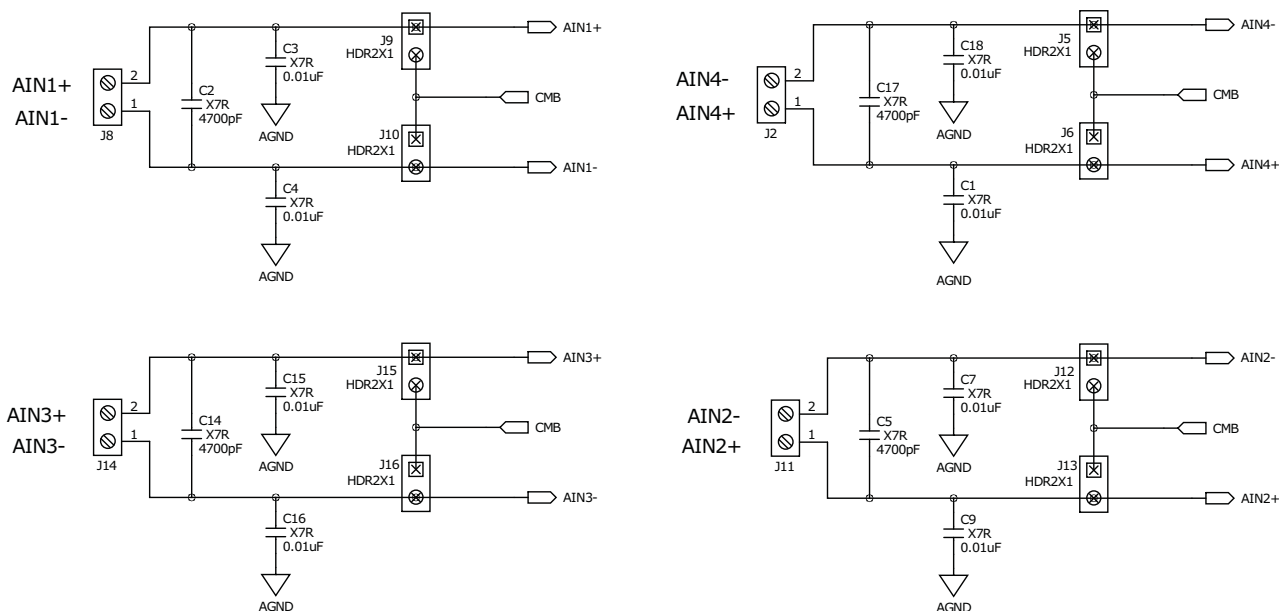 AIN1+
AIN1-
2
1
J8
C2
X7R
4700pF
C3
X7R
0.01uF
AGND
J9
HDR2X1
AIN1+
CMB
J10
HDR2X1
AIN1-
C4
X7R
0.01uF
AGND
AIN4-
AIN4+
2
1
J2
C17
X7R
4700pF
C18
X7R
0.01uF
AGND
J5
HDR2X1
AIN4-
CMB
J6
HDR2X1
AIN4+
C1
X7R
0.01uF
AGND
AIN3+
AIN3-
2
1
J14
C14
X7R
4700pF
C15
X7R
0.01uF
AGND
J15
HDR2X1
AIN3+
CMB
J16
HDR2X1
AIN3-
C16
X7R
0.01uF
AGND
AIN2-
AIN2+
2
1
J11
C5
X7R
4700pF
C7
X7R
0.01uF
AGND
J12
HDR2X1
AIN2-
CMB
J13
HDR2X1
AIN2+
C9
X7R
0.01uF
AGND